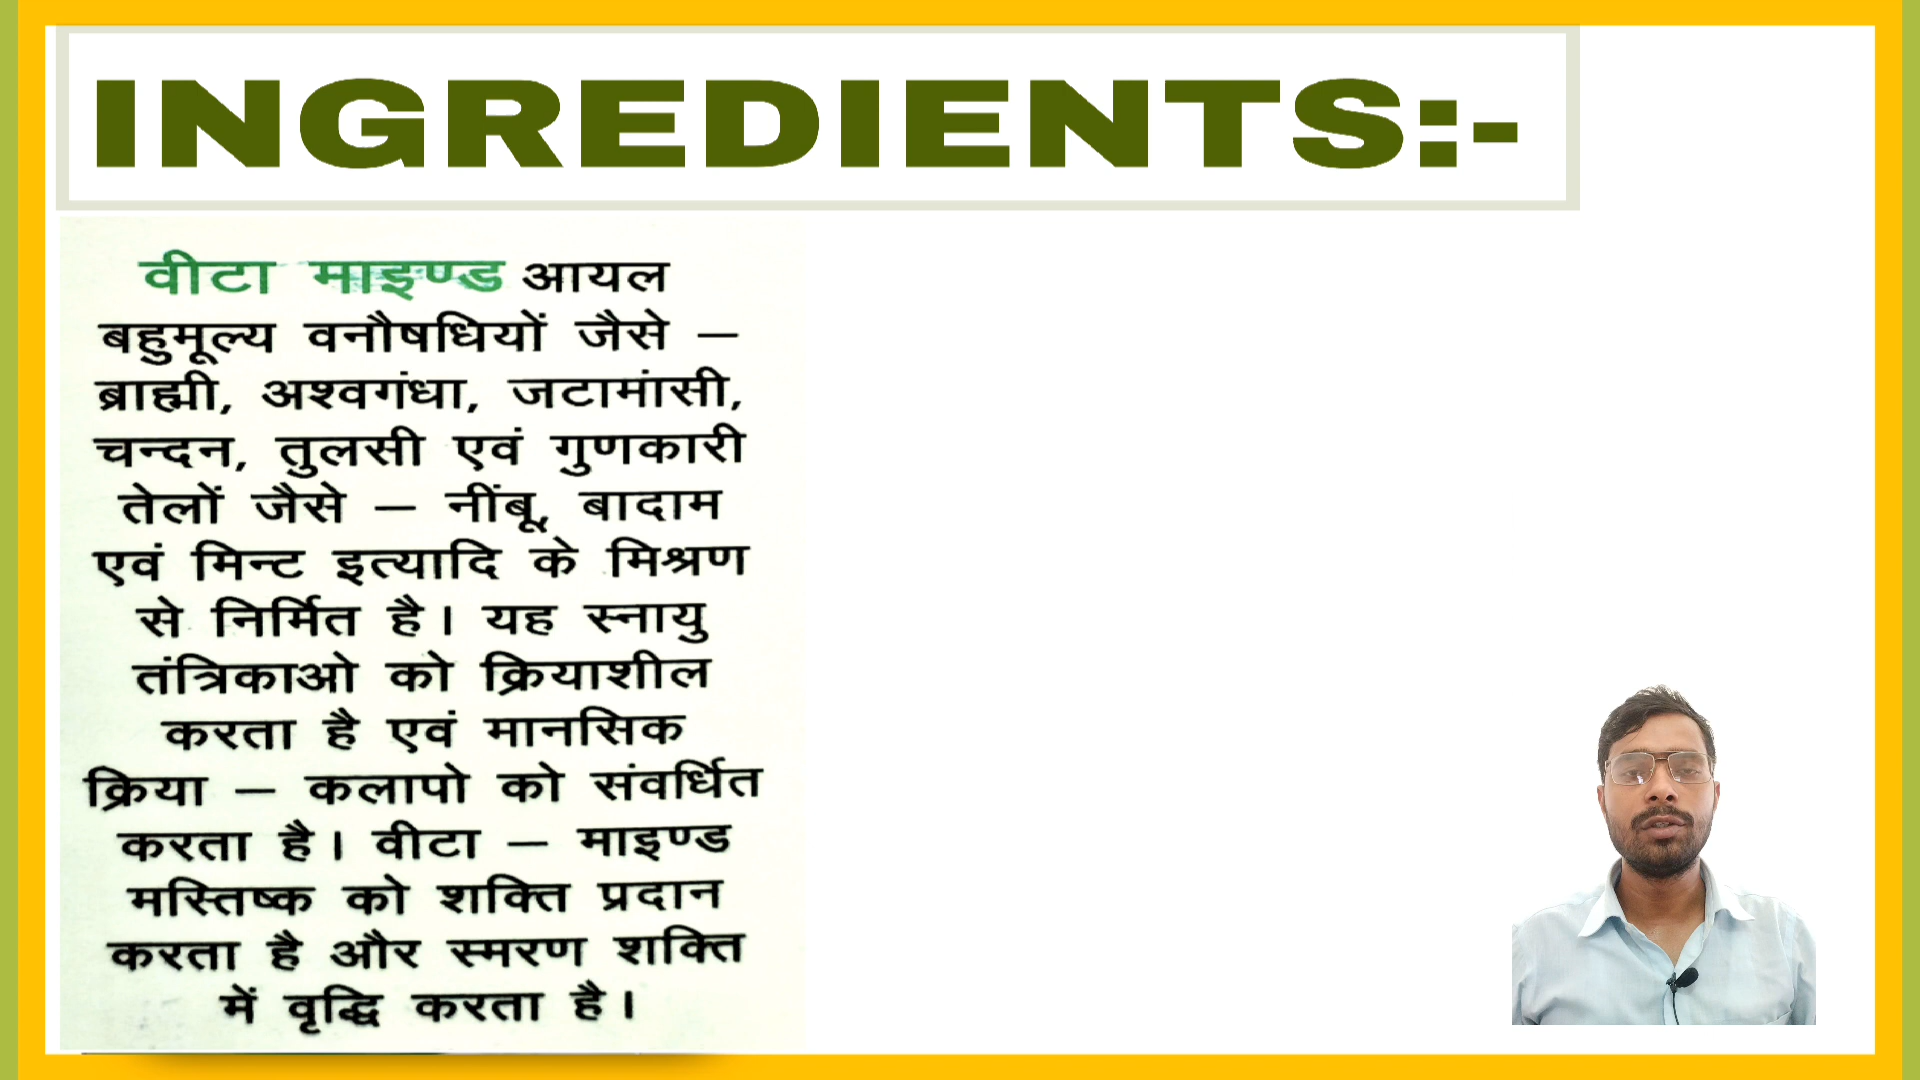 INGREDIENTS:-
वीटा माइण्ड आयल
बहुमूल्य वनौषधियों जैसे –
ब्राह्मी, अश्वगंधा, जटामांसी,
चन्दन, तुलसी एवं गुणकारी
तेलों जैसे – नींबू, बादाम
एवं मिन्ट इत्यादि के मिश्रण
से निर्मित है। यह स्नायु
तंत्रिकाओ को क्रियाशील
करता है एवं मानसिक
क्रिया – कलापो को संवर्धित
करता है। वीटा – माइण्ड
मस्तिष्क को शक्ति प्रदान
करता है और स्मरण शक्ति
में वृद्धि करता है।